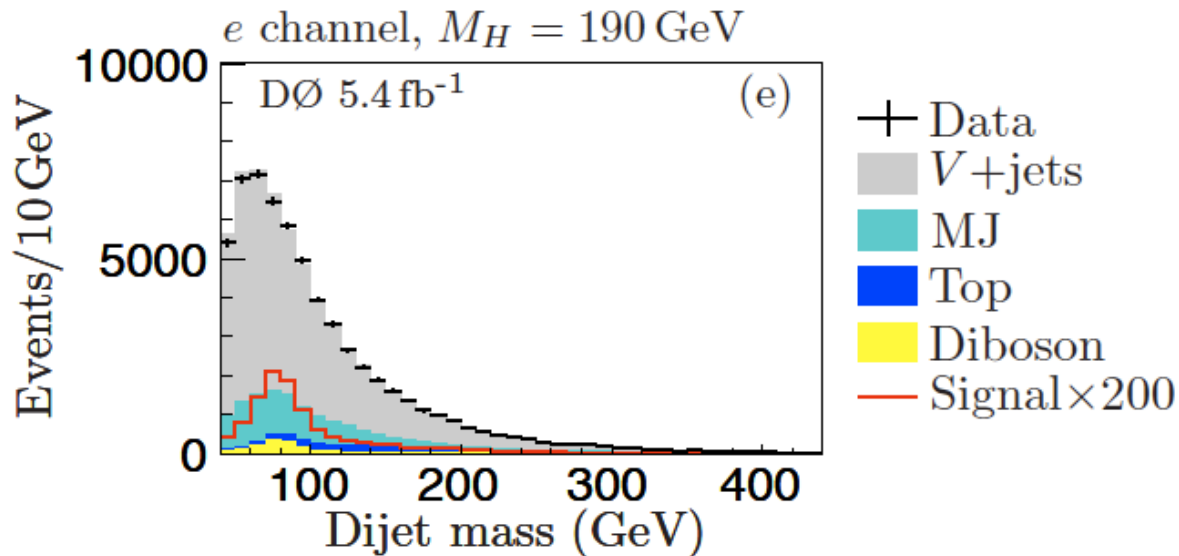 e channel, M_H = 190 GeV
10000
DØ 5.4 fb⁻¹
(e)
5000
0
Events/10 GeV
100
200
300
400
Dijet mass (GeV)
Data
V+jets
MJ
Top
Diboson
Signal×200